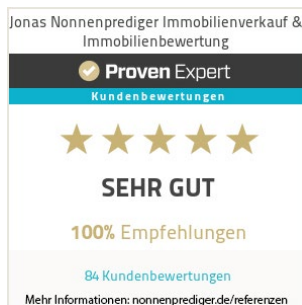 Jonas Nonnenprediger Immobilienverkauf &
Immobilienbewertung
Proven Expert
Kundenbewertungen
SEHR GUT
100% Empfehlungen
84 Kundenbewertungen
Mehr Informationen: nonnenprediger.de/referenzen